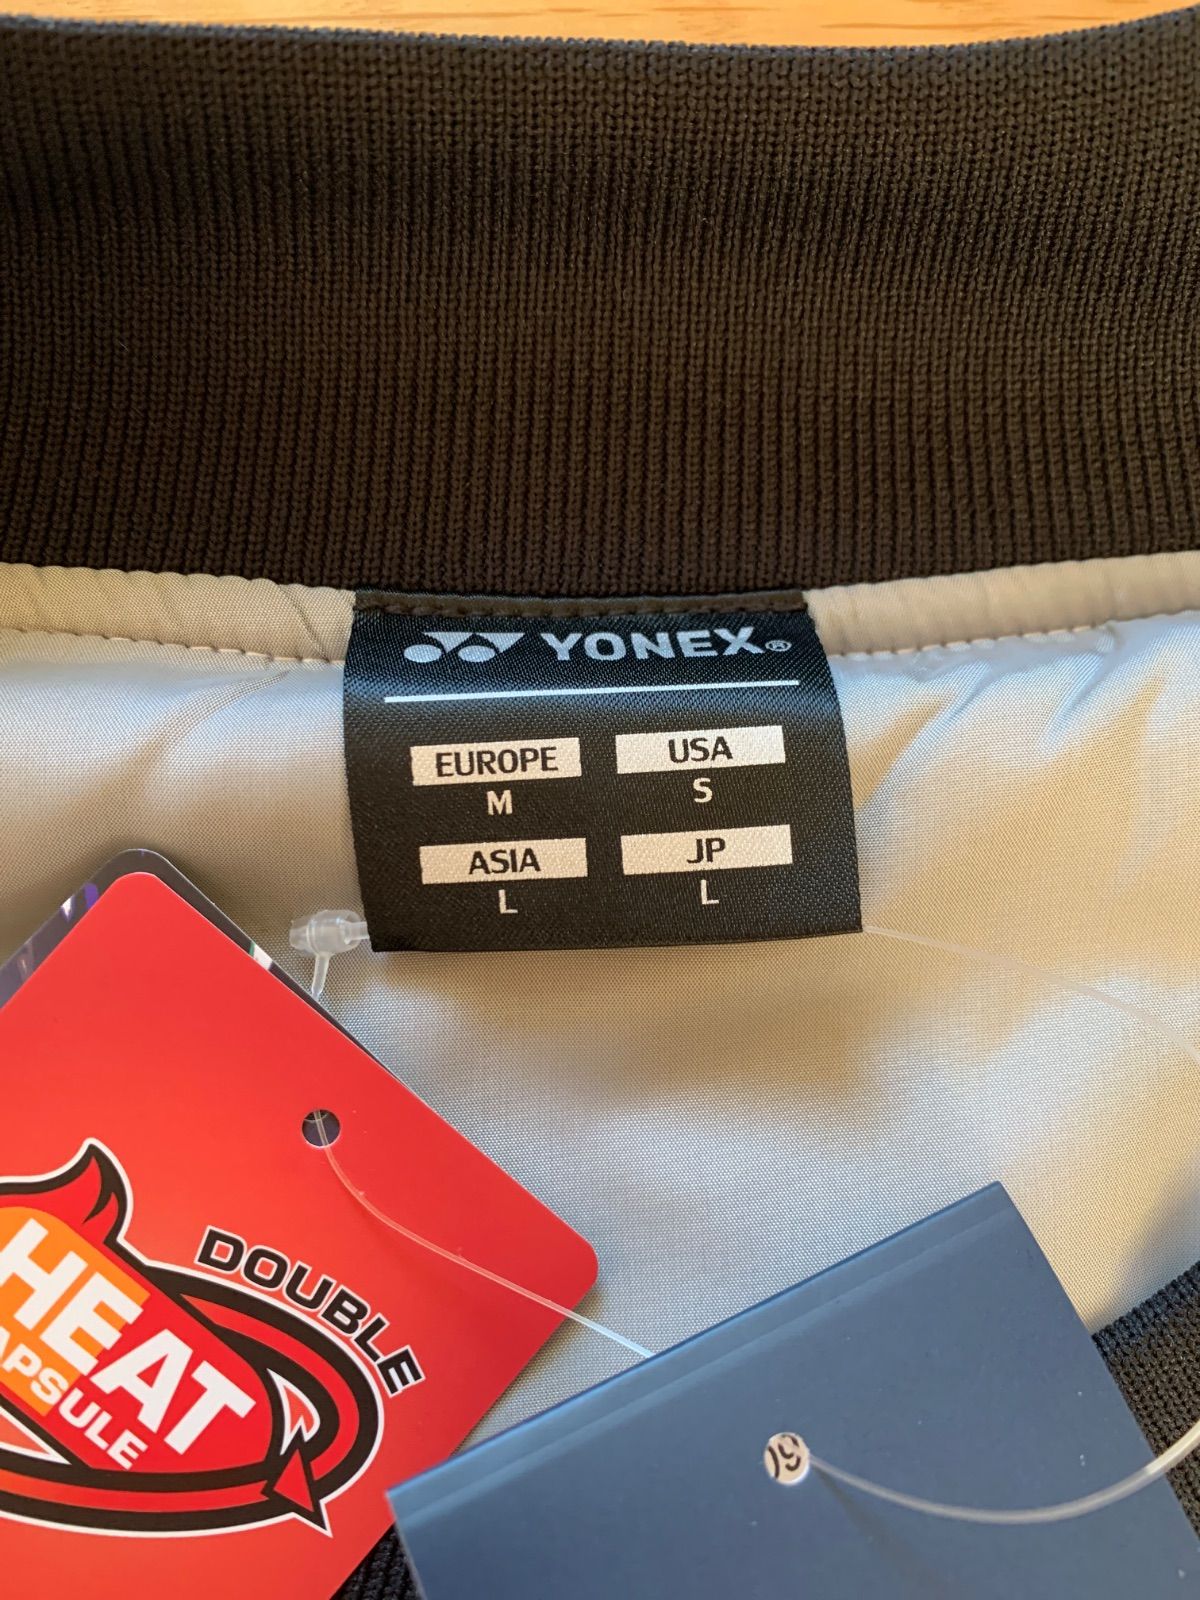 YONEX®
EUROPE
M
USA
S
ASIA
L
JP
L
DOUBLE
HEAT
APSULE